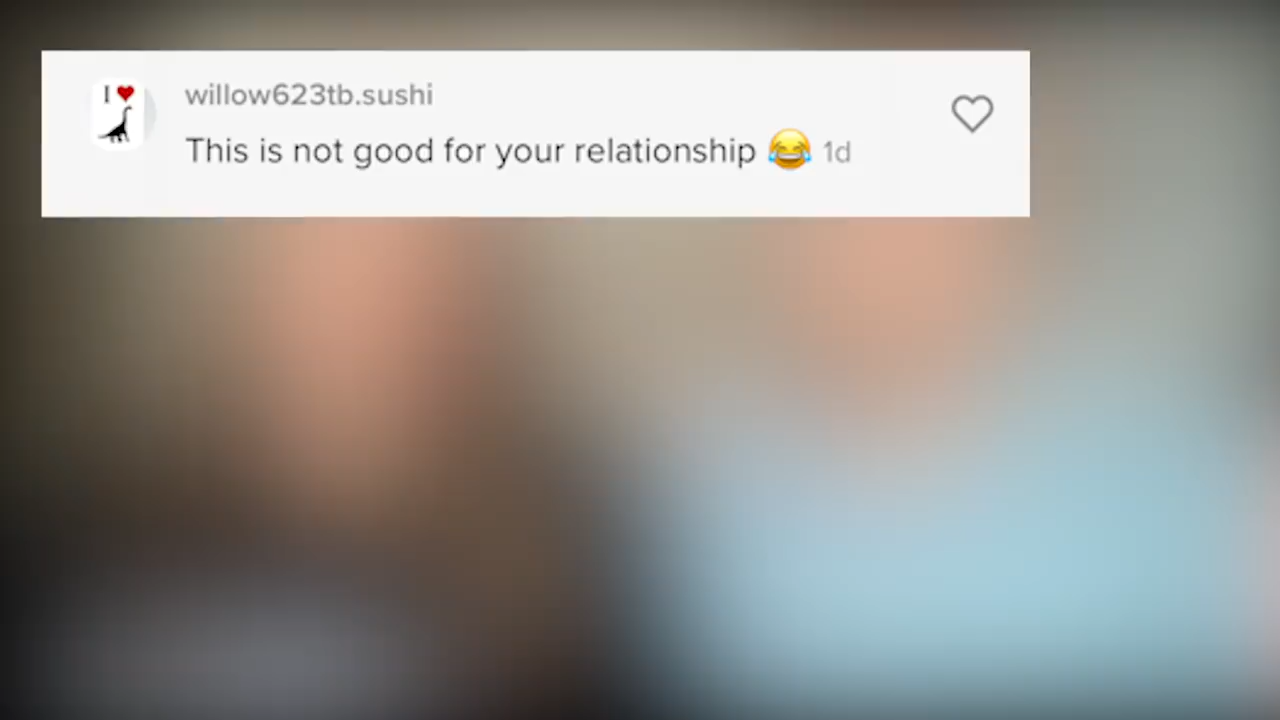 I ❤
willow623tb.sushi
This is not good for your relationship 😂 1d